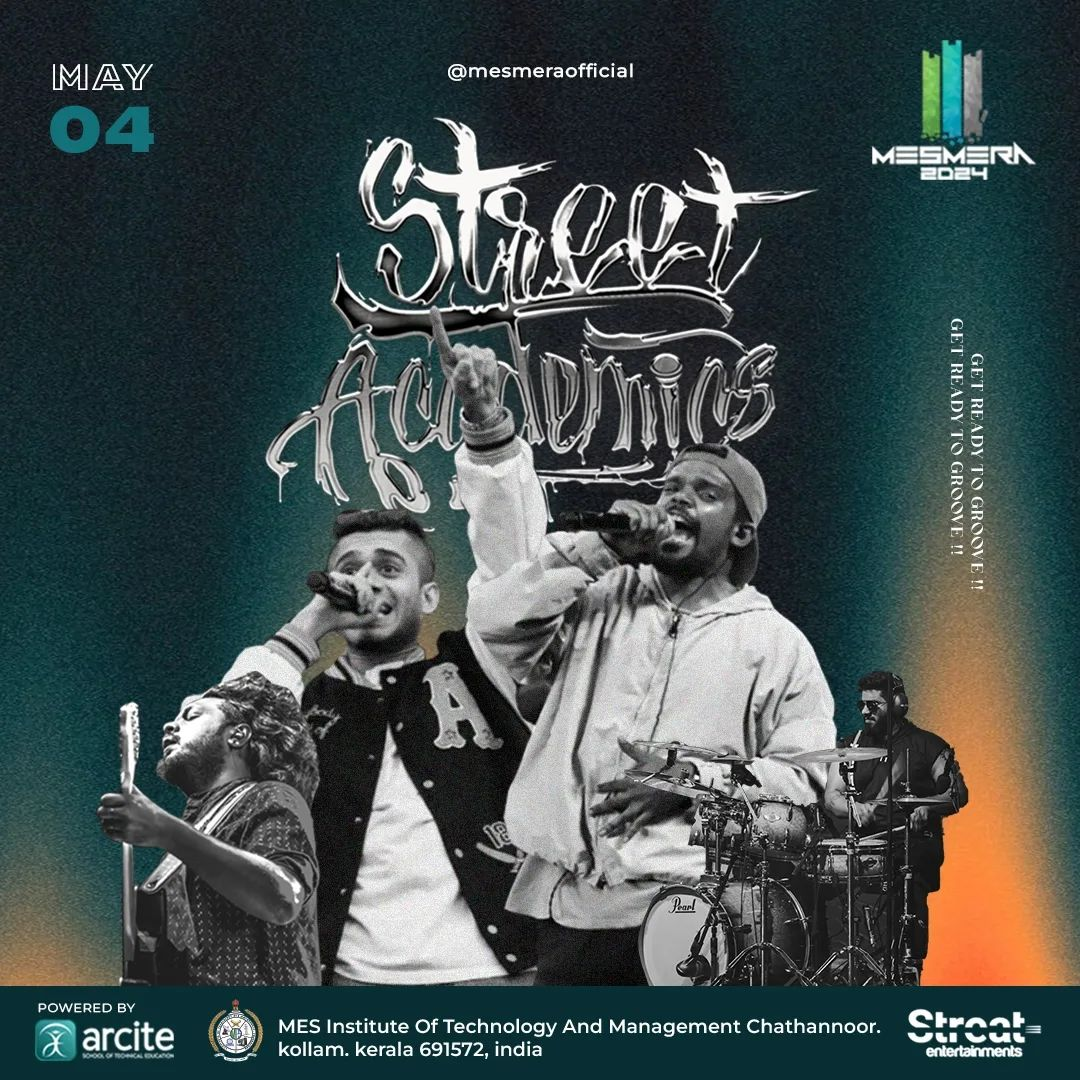 MAY
04
@mesmeraofficial
MESMERA
2024
Street
Academics
GET READY TO GROOVE !!
GET READY TO GROOVE !!
A
Pearl
POWERED BY
arcite
SCHOOL OF TECHNICAL EDUCATION
MES Institute Of Technology And Management Chathannoor.
kollam. kerala 691572, india
Streat
entertainments